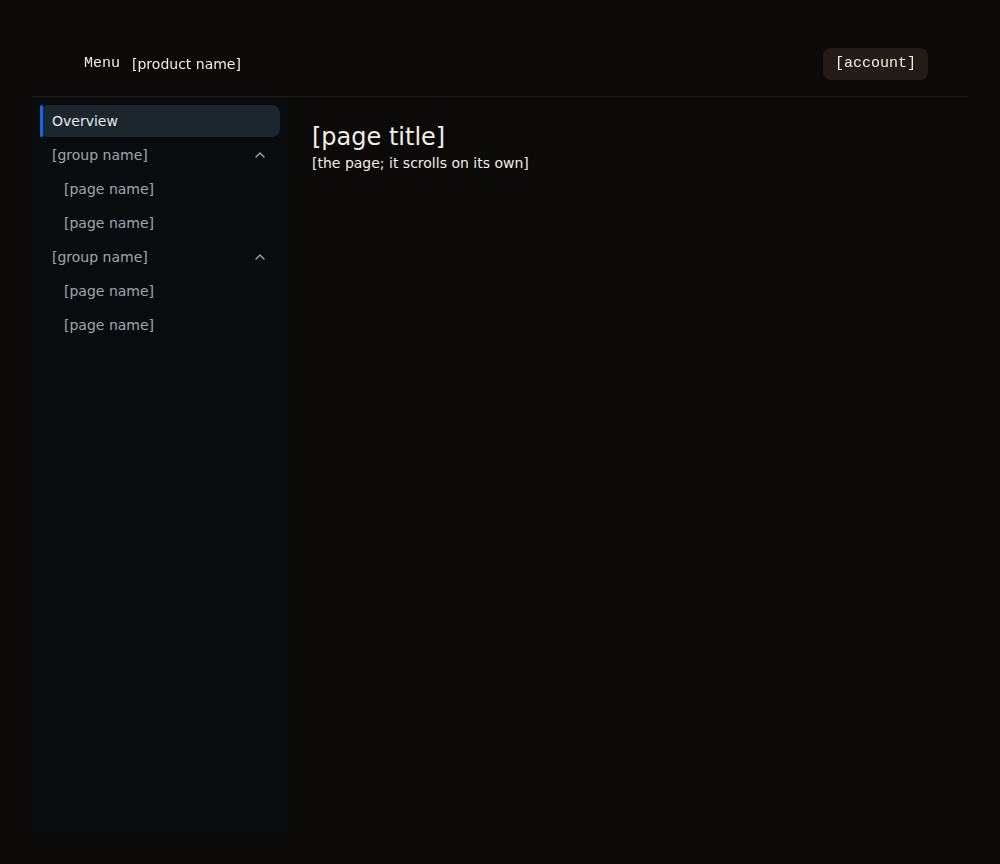 Menu [product name] [account]
Overview
[group name]
[page name]
[page name]
[group name]
[page name]
[page name]
[page title]
[the page; it scrolls on its own]